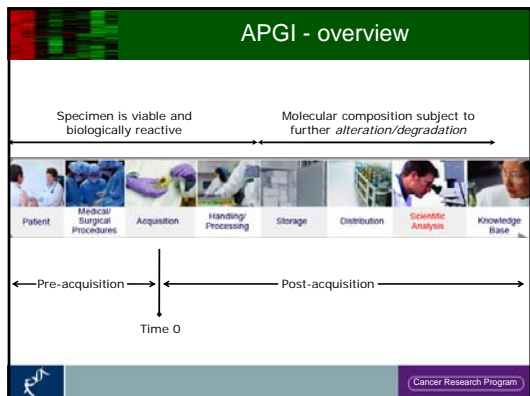 APGI - overview
Specimen is viable and
biologically reactive
Molecular composition subject to
further alteration/degradation
Patient
Medical/
Surgical
Procedures
Acquisition
Handling/
Processing
Storage
Distribution
Scientific
Analysis
Knowledge
Base
Pre-acquisition
Post-acquisition
Time 0
Cancer Research Program